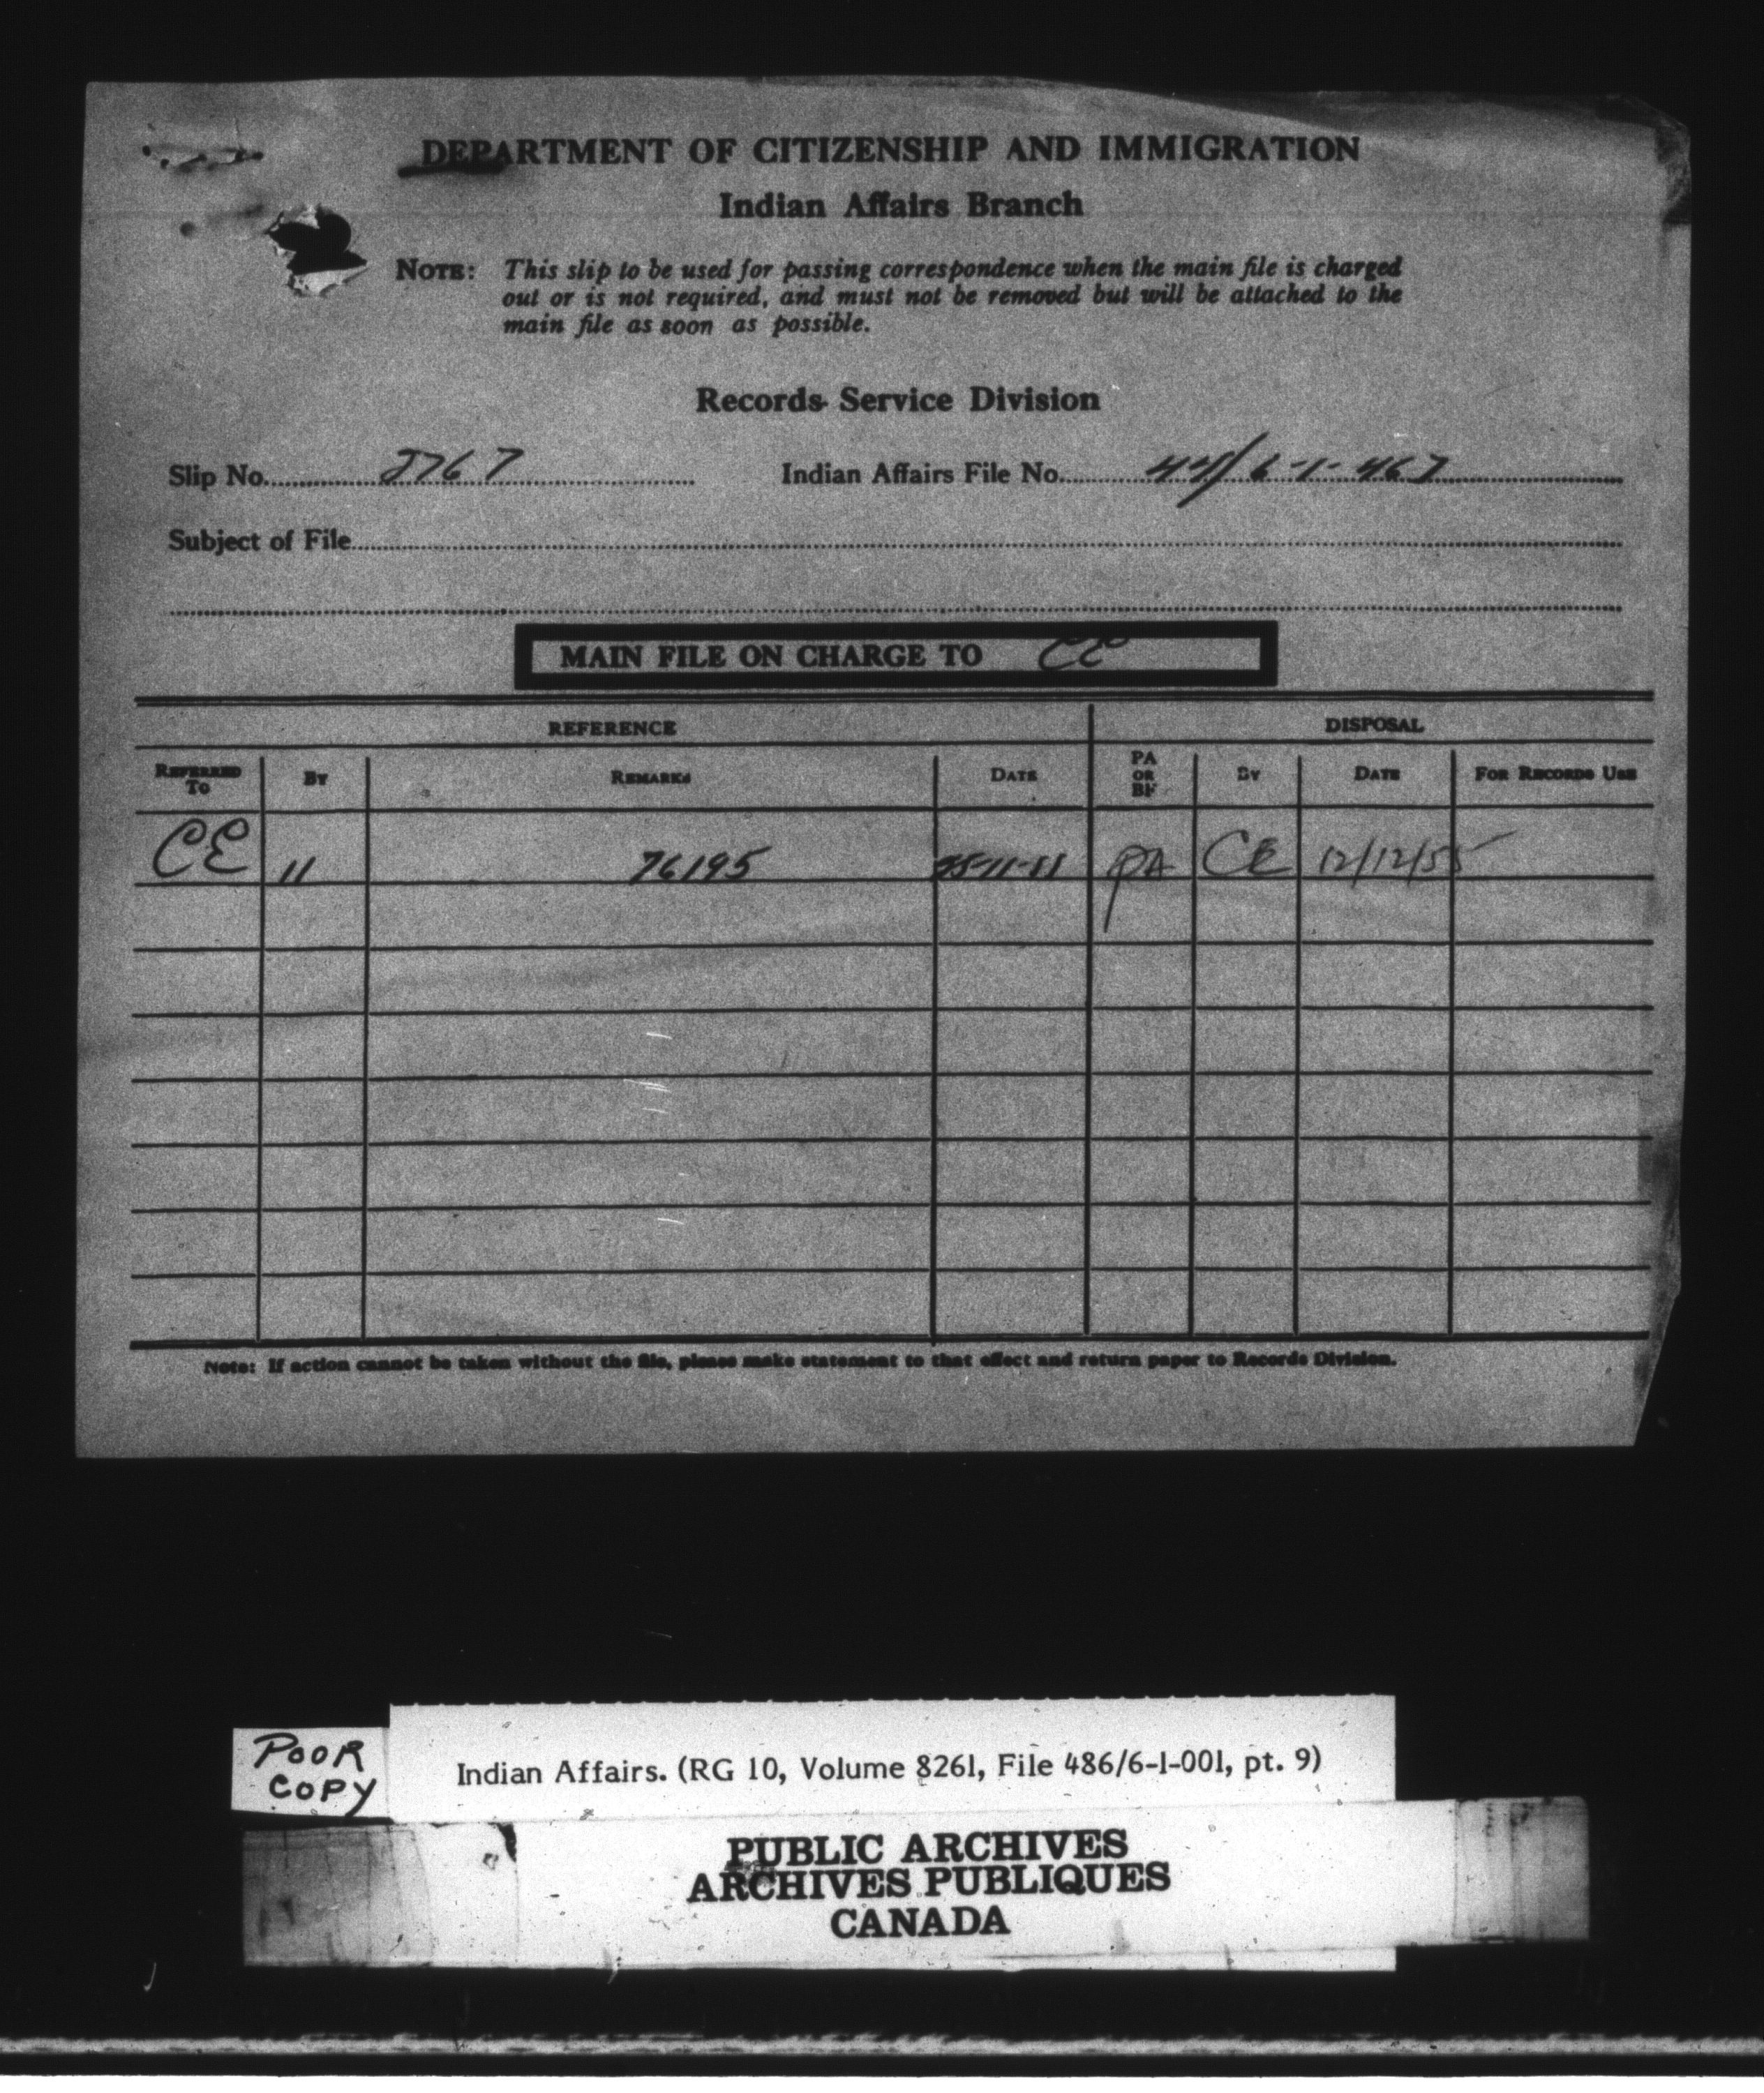 DEPARTMENT OF CITIZENSHIP AND IMMIGRATION
Indian Affairs Branch
NOTE: This slip to be used for passing correspondence when the main file is charged
out or is not required, and must not be removed but will be attached to the
main file as soon as possible.
Records Service Division
Slip No. 2767 Indian Affairs File No. 44/6-1-467
Subject of File
MAIN FILE ON CHARGE TO CE
REFERENCE DISPOSAL
REFERRED TO BY REMARKS DATE PA OR BF BY DATE FOR RECORDS USE
CE 11 76195 PA CE 12/12/55
Note: If action cannot be taken without the file, please make statement to that effect and return paper to Records Division.
POOR
COPY
Indian Affairs. (RG 10, Volume 8261, File 486/6-1-001, pt. 9)
PUBLIC ARCHIVES
ARCHIVES PUBLIQUES
CANADA